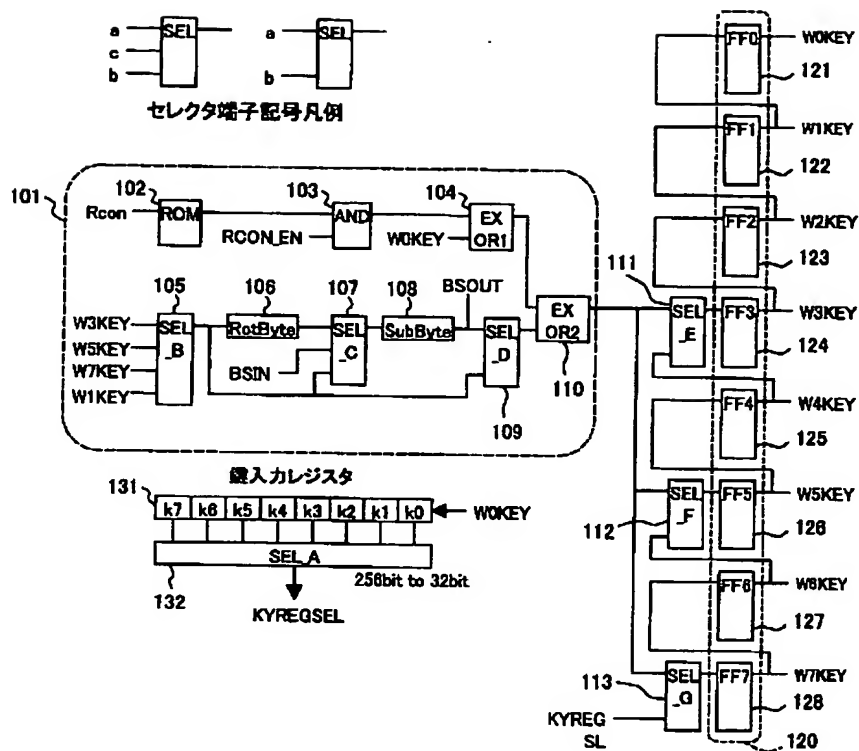 a SEL
c
b
a SEL
b
セレクタ端子記号凡例
101
102
103
104
Rcon
ROM
AND
EX
OR1
RCON_EN
W0KEY
105
106
107
108
BSOUT
W3KEY
W5KEY
W7KEY
W1KEY
SEL
_B
RotByte
SEL
_C
SubByte
SEL
_D
BSIN
109
EX
OR2
110
鍵入力レジスタ
131
k7 k6 k5 k4 k3 k2 k1 k0
W0KEY
SEL_A
256bit to 32bit
132
KYREGSEL
111
SEL
_E
112
SEL
_F
113
SEL
_G
KYREG
SL
FF0
W0KEY
121
FF1
W1KEY
122
FF2
W2KEY
123
FF3
W3KEY
124
FF4
W4KEY
125
FF5
W5KEY
126
FF6
W6KEY
127
FF7
W7KEY
128
120